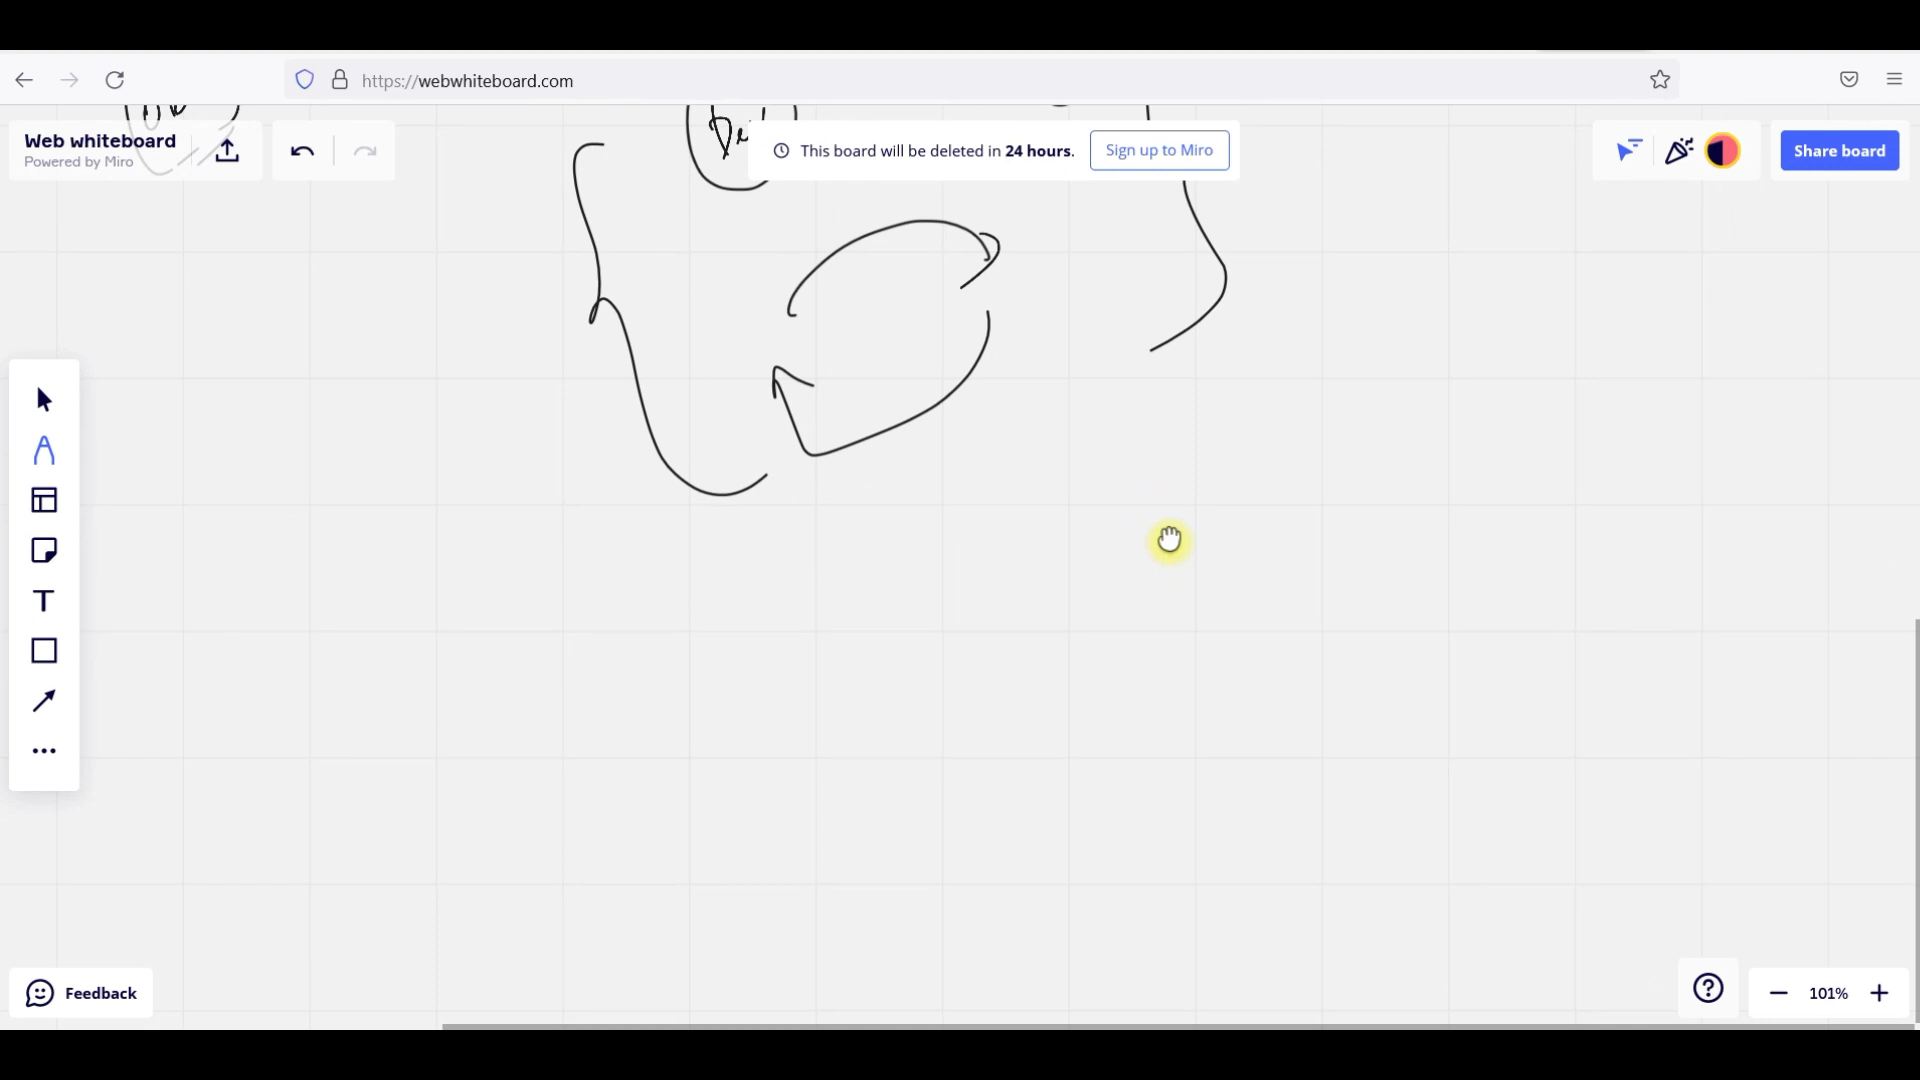 https://webwhiteboard.com
Web whiteboard
Powered by Miro
This board will be deleted in 24 hours.
Sign up to Miro
Share board
T
Feedback
101%